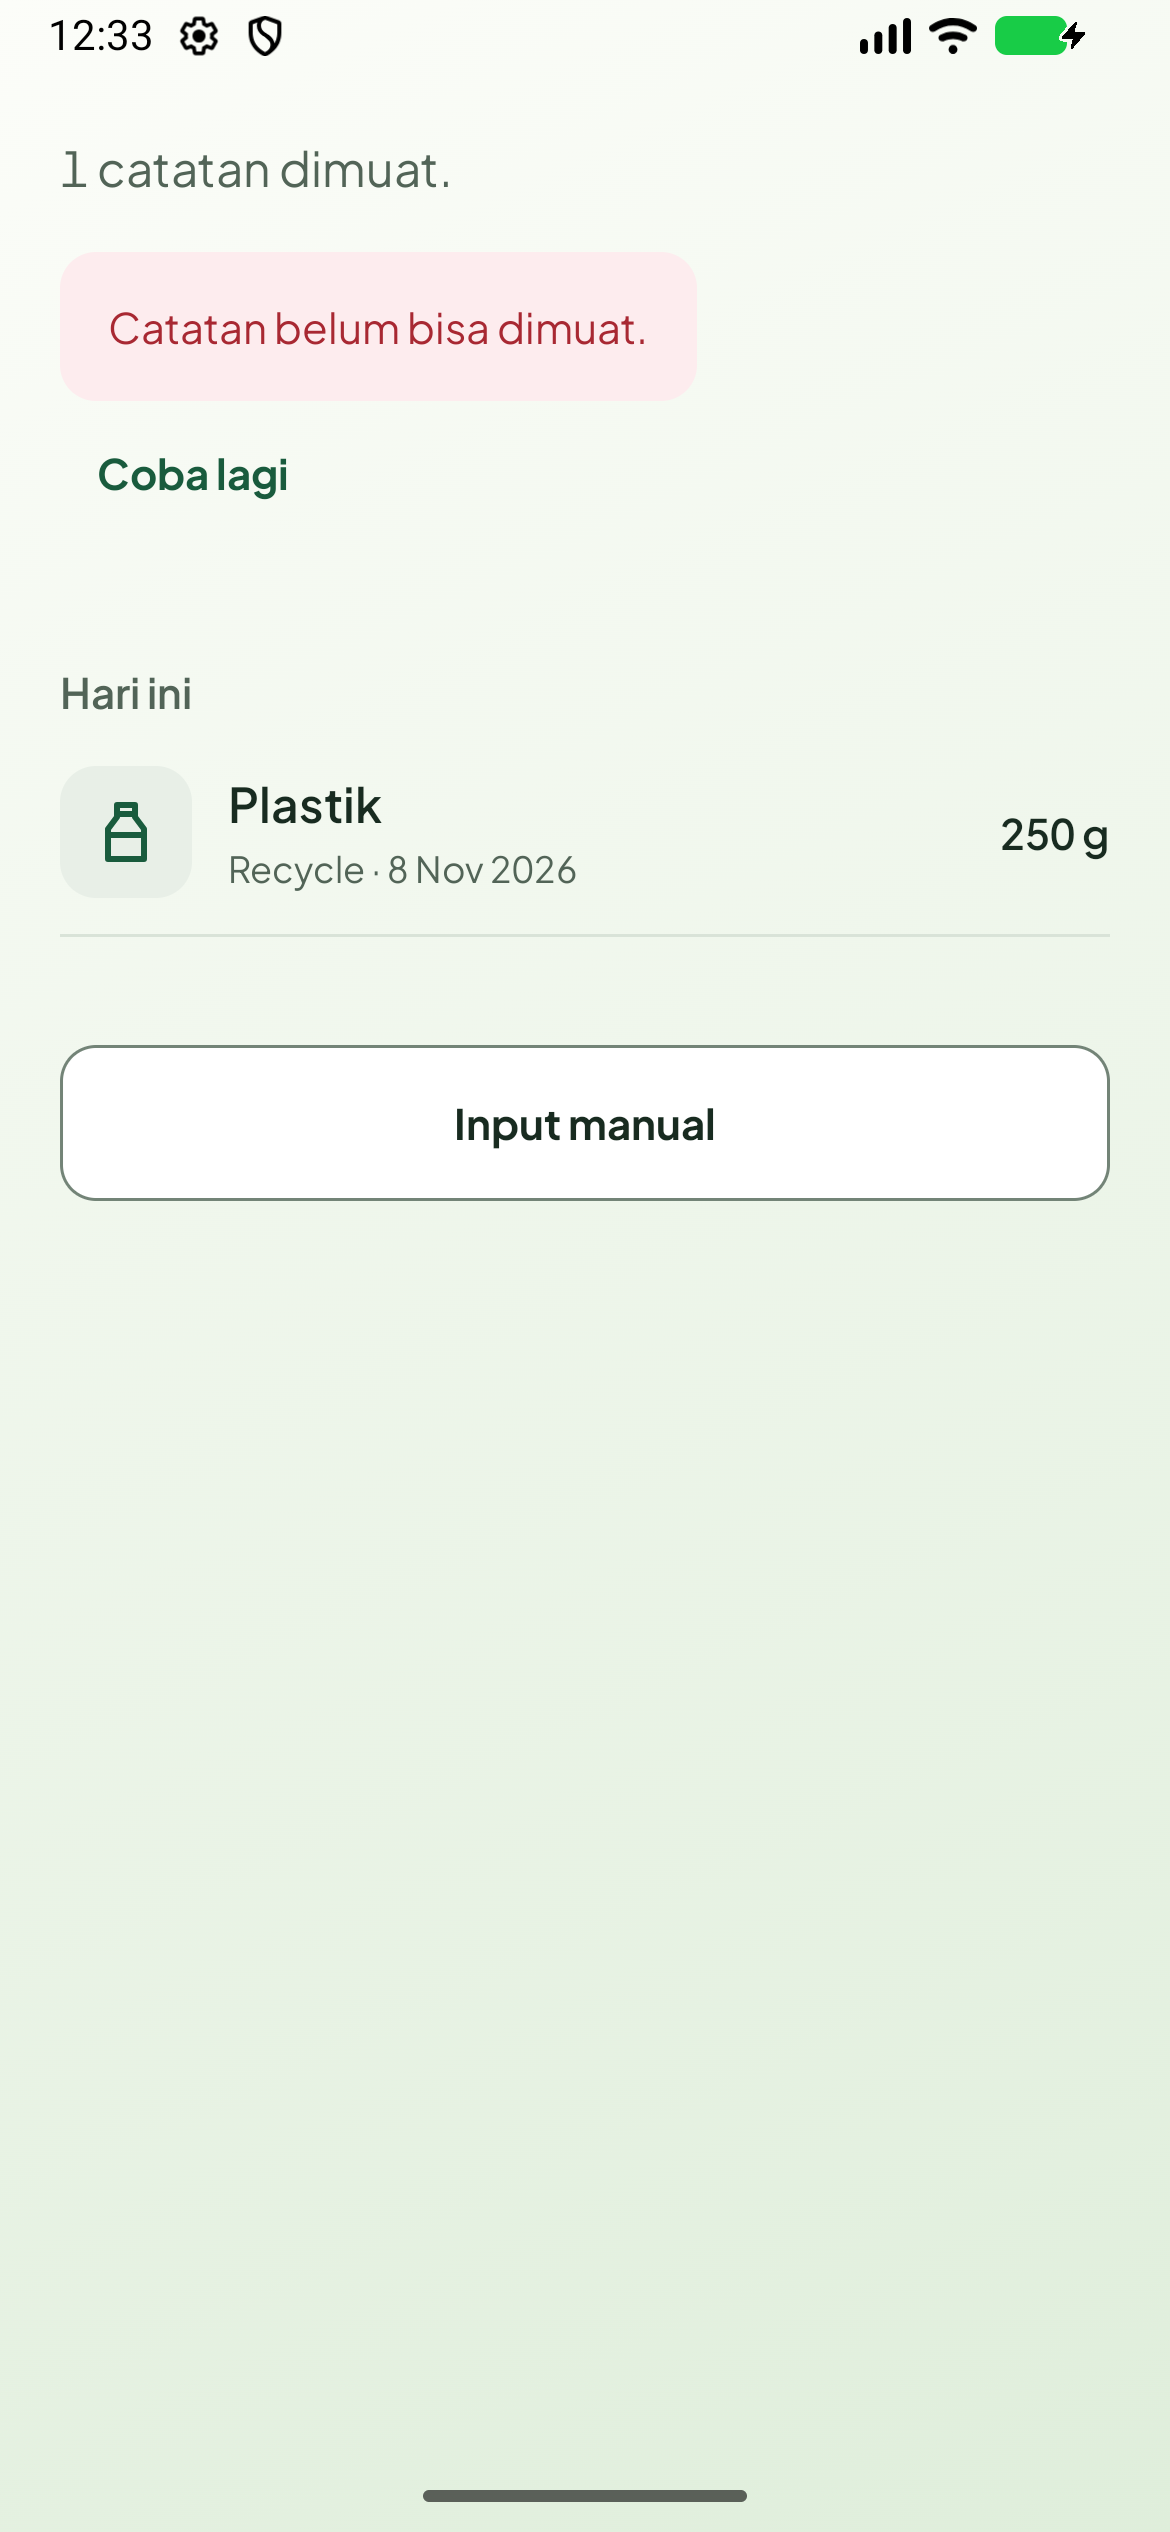 12:33
1 catatan dimuat.
Catatan belum bisa dimuat.
Coba lagi
Hari ini
Plastik
Recycle · 8 Nov 2026
250 g
Input manual